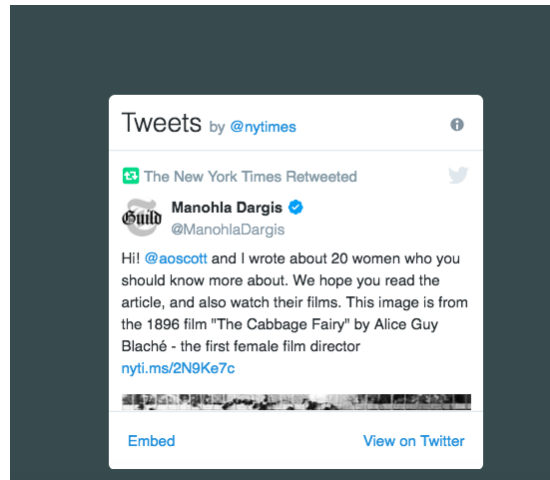 Tweets by @nytimes
The New York Times Retweeted
Guild
Manohla Dargis
@ManohlaDargis
Hi! @aoscott and I wrote about 20 women who you
should know more about. We hope you read the
article, and also watch their films. This image is from
the 1896 film "The Cabbage Fairy" by Alice Guy
Blaché - the first female film director
nyti.ms/2N9Ke7c
Embed View on Twitter